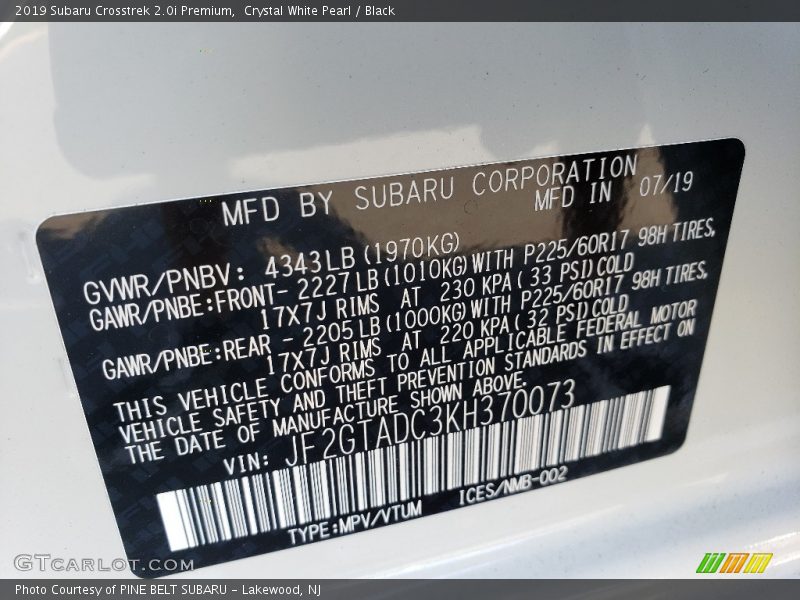 2019 Subaru Crosstrek 2.0i Premium,  Crystal White Pearl / Black
MFD BY SUBARU CORPORATION
MFD IN 07/19
GVWR/PNBV: 4343LB(1970KG)
GAWR/PNBE:FRONT- 2227LB(1010KG)WITH P225/60R17 98H TIRES,
17X7J RIMS AT 230 KPA(33 PSI)COLD
GAWR/PNBE:REAR - 2205LB(1000KG)WITH P225/60R17 98H TIRES,
17X7J RIMS AT 220 KPA(32 PSI)COLD
THIS VEHICLE CONFORMS TO ALL APPLICABLE FEDERAL MOTOR
VEHICLE SAFETY AND THEFT PREVENTION STANDARDS IN EFFECT ON
THE DATE OF MANUFACTURE SHOWN ABOVE.
VIN: JF2GTADC3KH370073
TYPE:MPV/VTUM ICES/NMB-002
GTCARLOT.COM
Photo Courtesy of PINE BELT SUBARU - Lakewood, NJ